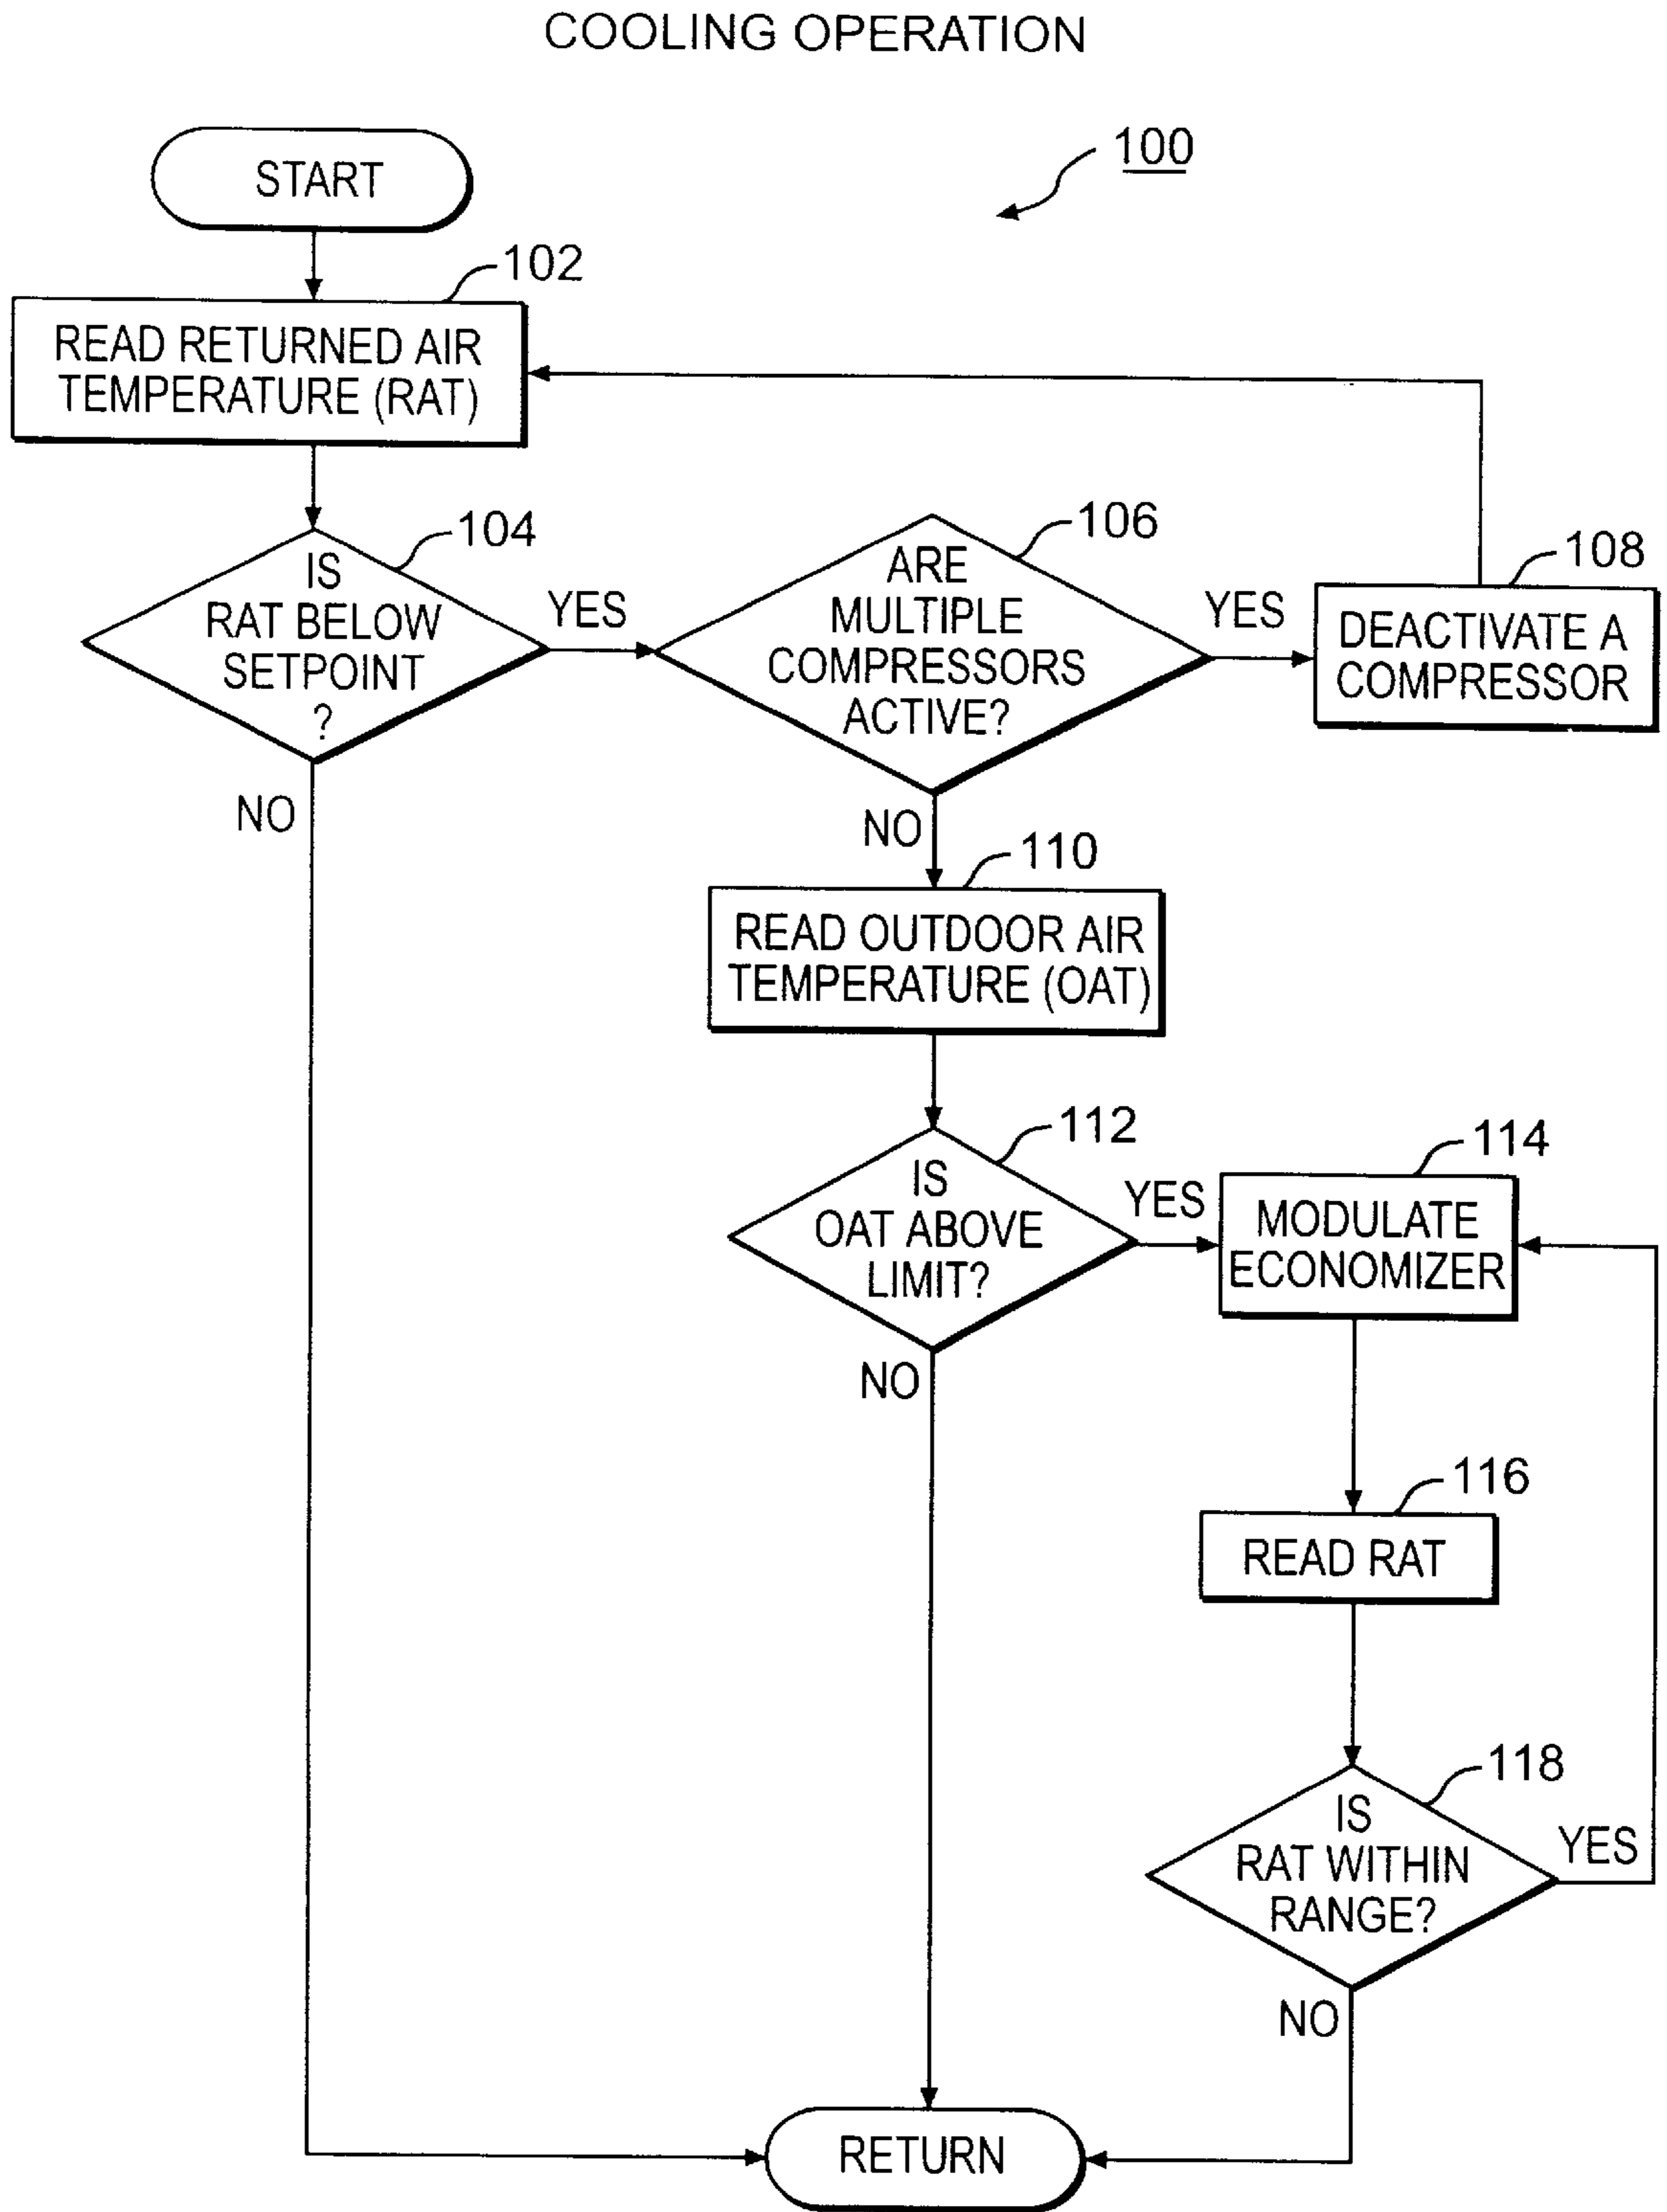 COOLING OPERATION
100
START
102
READ RETURNED AIR
TEMPERATURE (RAT)
104
IS
RAT BELOW
SETPOINT
?
YES
NO
106
ARE
MULTIPLE
COMPRESSORS
ACTIVE?
YES
NO
108
DEACTIVATE A
COMPRESSOR
110
READ OUTDOOR AIR
TEMPERATURE (OAT)
112
IS
OAT ABOVE
LIMIT?
YES
NO
114
MODULATE
ECONOMIZER
116
READ RAT
118
IS
RAT WITHIN
RANGE?
YES
NO
RETURN